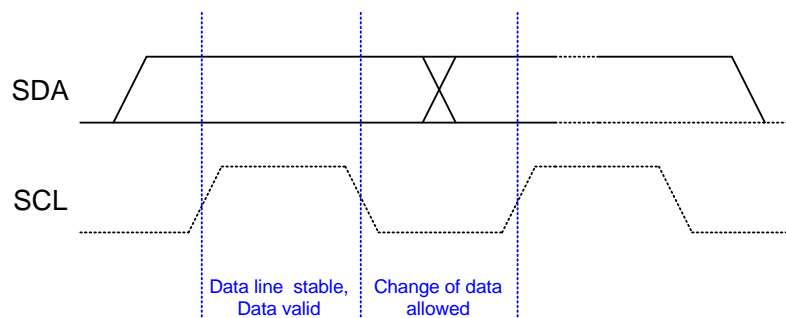 SDA
SCL
Data line stable,
Data valid
Change of data
allowed